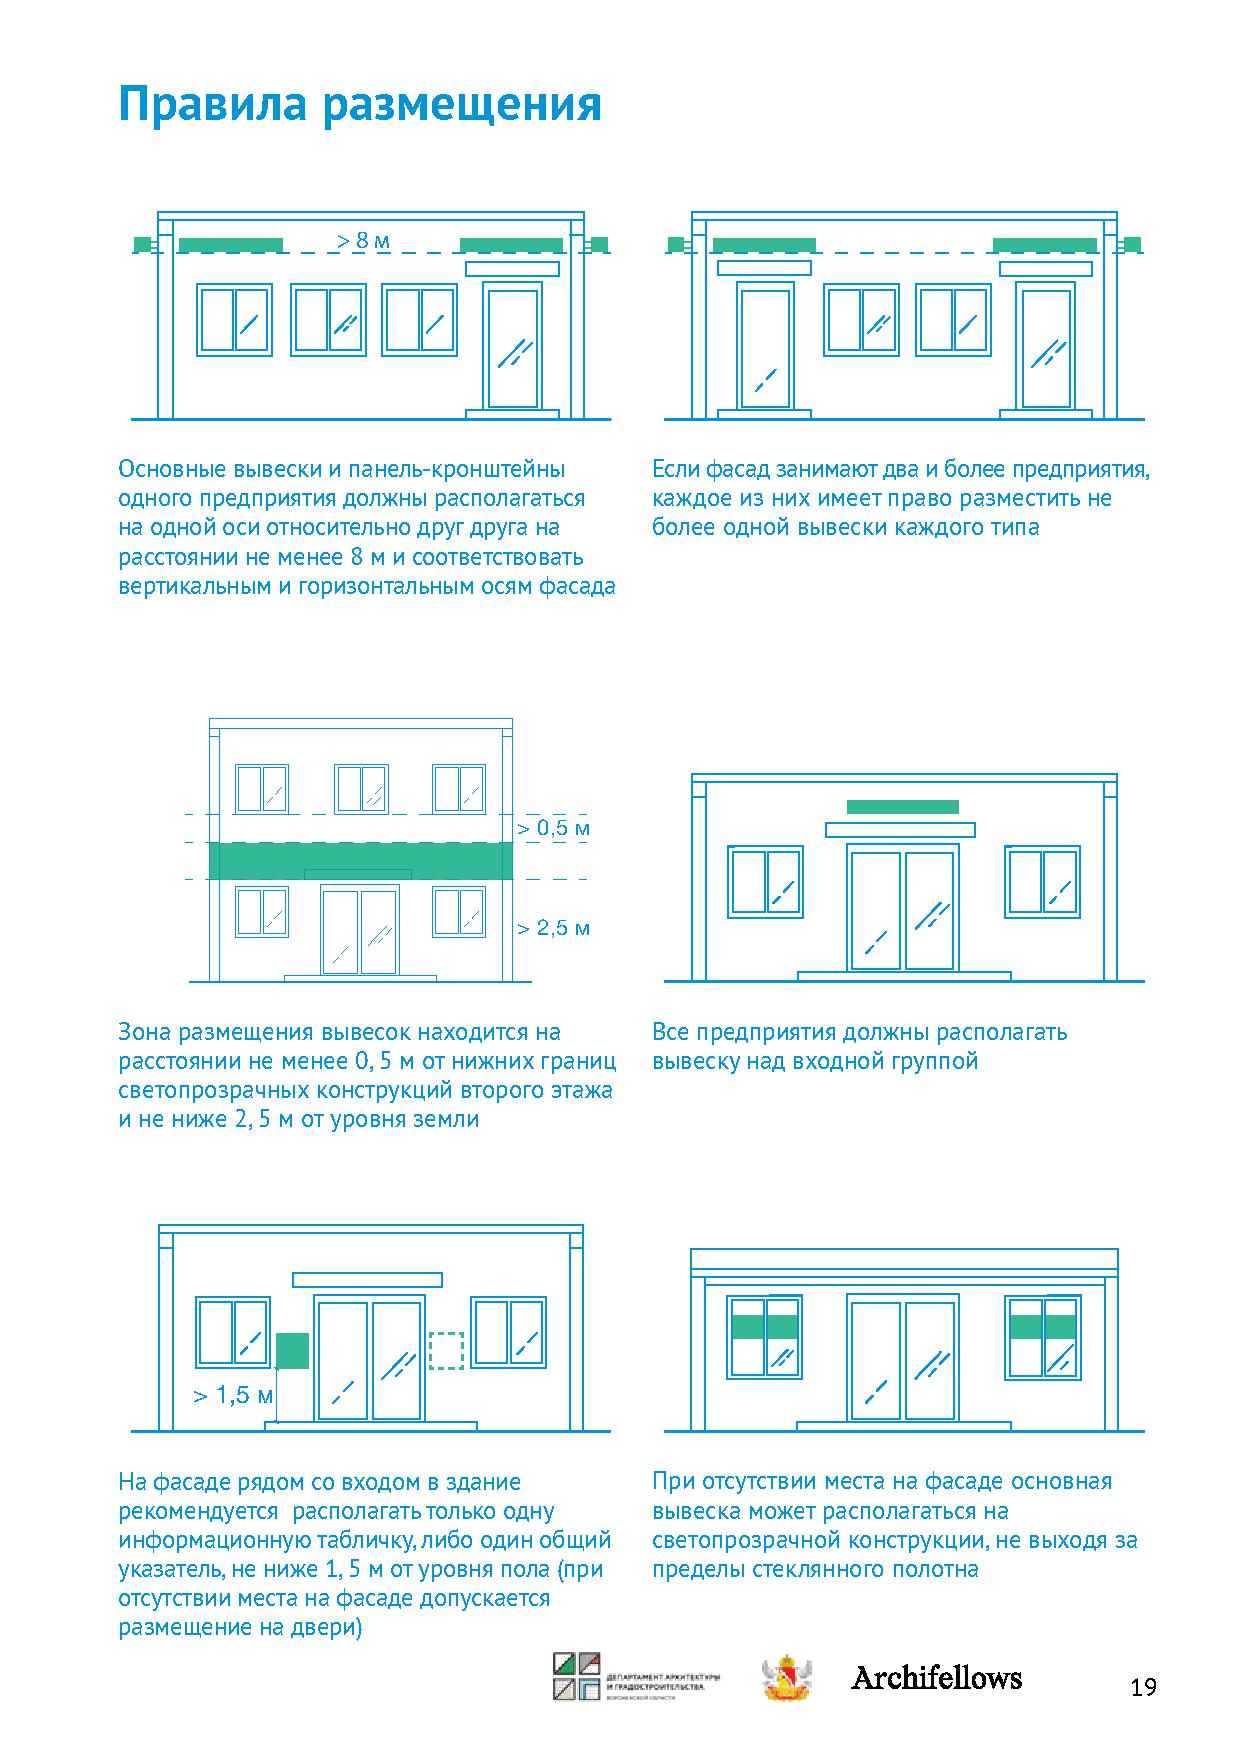 Правила размещения
> 8 м
Основные вывески и панель-кронштейны
одного предприятия должны располагаться
на одной оси относительно друг друга на
расстоянии не менее 8 м и соответствовать
вертикальным и горизонтальным осям фасада
Если фасад занимают два и более предприятия,
каждое из них имеет право разместить не
более одной вывески каждого типа
> 0,5 м
> 2,5 м
Зона размещения вывесок находится на
расстоянии не менее 0, 5 м от нижних границ
светопрозрачных конструкций второго этажа
и не ниже 2, 5 м от уровня земли
Все предприятия должны располагать
вывеску над входной группой
> 1,5 м
На фасаде рядом со входом в здание
рекомендуется располагать только одну
информационную табличку, либо один общий
указатель, не ниже 1, 5 м от уровня пола (при
отсутствии места на фасаде допускается
размещение на двери)
При отсутствии места на фасаде основная
вывеска может располагаться на
светопрозрачной конструкции, не выходя за
пределы стеклянного полотна
ДЕПАРТАМЕНТ АРХИТЕКТУРЫ
И ГРАДОСТРОИТЕЛЬСТВА
ВОРОНЕЖСКОЙ ОБЛАСТИ
Archifellows
19